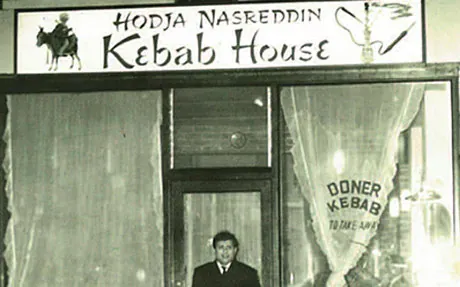 HODJA NASREDDIN
Kebab House
DONER
KEBAB
TO TAKE AWAY